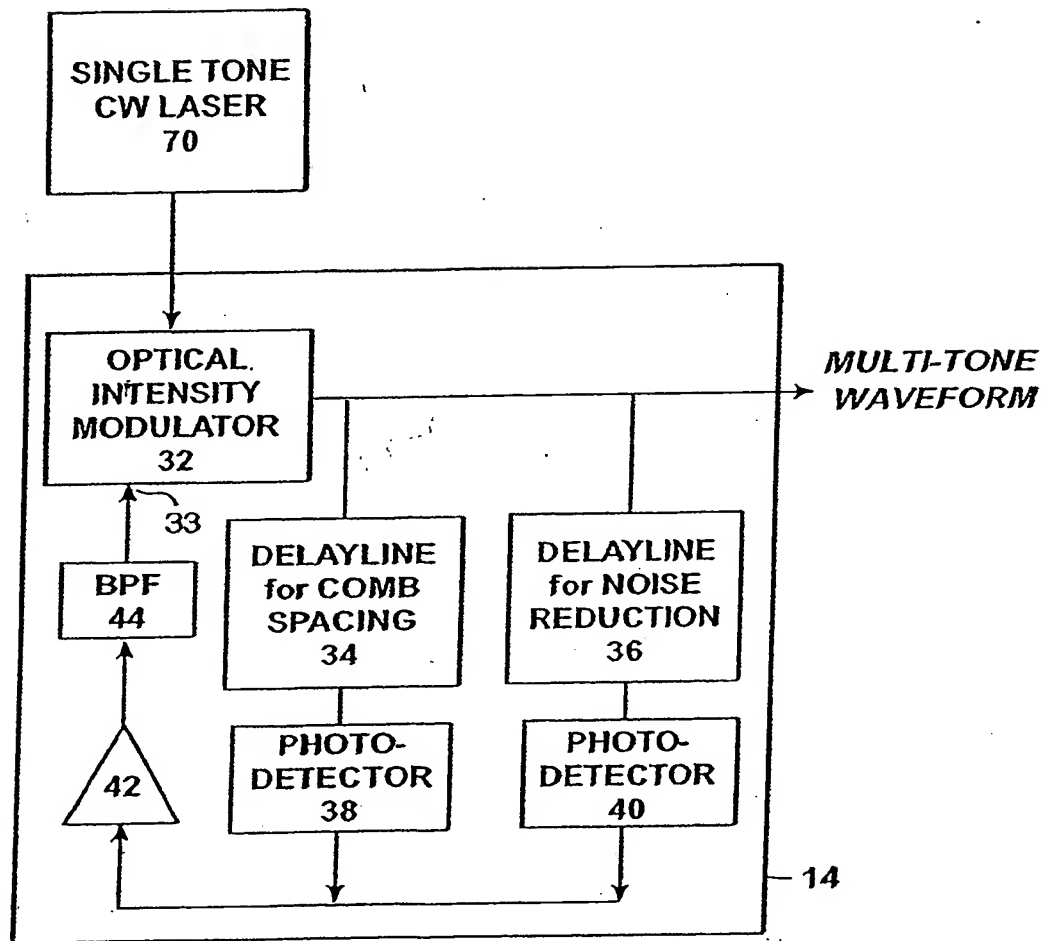 SINGLE TONE
CW LASER
70
OPTICAL.
INTENSITY
MODULATOR
32
MULTI-TONE
WAVEFORM
33
BPF
44
DELAYLINE
for COMB
SPACING
34
DELAYLINE
for NOISE
REDUCTION
36
PHOTO-
DETECTOR
38
PHOTO-
DETECTOR
40
42
14